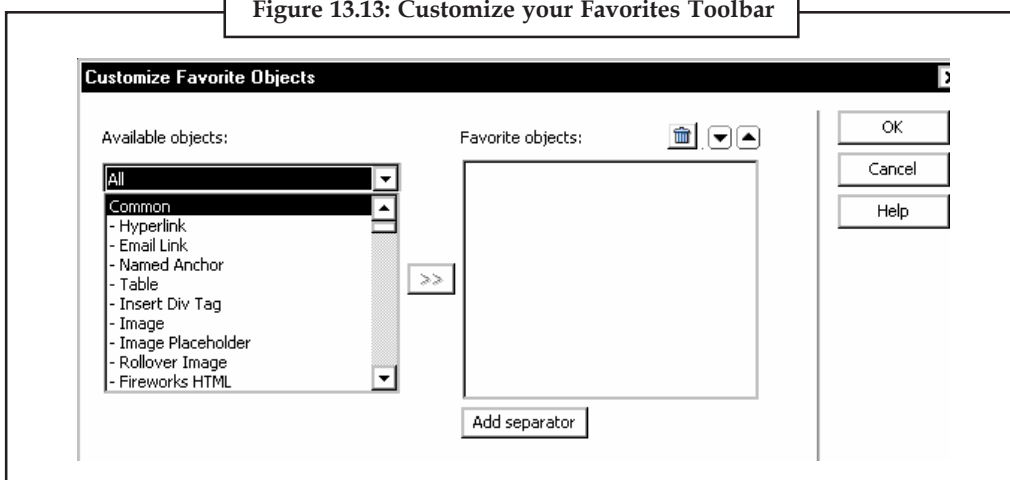 Figure 13.13: Customize your Favorites Toolbar
Customize Favorite Objects
Available objects:
All
Common
- Hyperlink
- Email Link
- Named Anchor
- Table
- Insert Div Tag
- Image
- Image Placeholder
- Rollover Image
- Fireworks HTML
>>
Favorite objects:
Add separator
OK
Cancel
Help